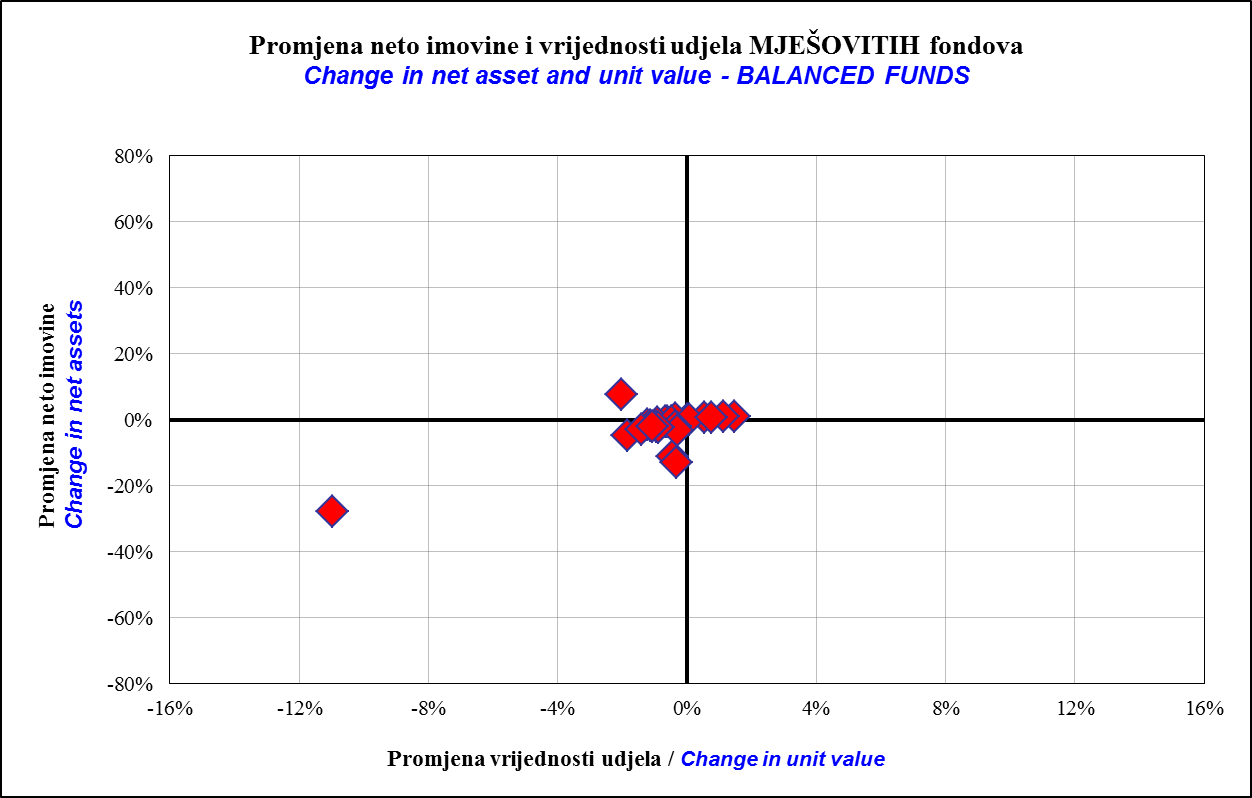 Promjena neto imovine i vrijednosti udjela MJEŠOVITIH fondova
Change in net asset and unit value - BALANCED FUNDS
80%
60%
40%
20%
0%
-20%
-40%
-60%
-80%
Promjena neto imovine
Change in net assets
-16% -12% -8% -4% 0% 4% 8% 12% 16%
Promjena vrijednosti udjela / Change in unit value